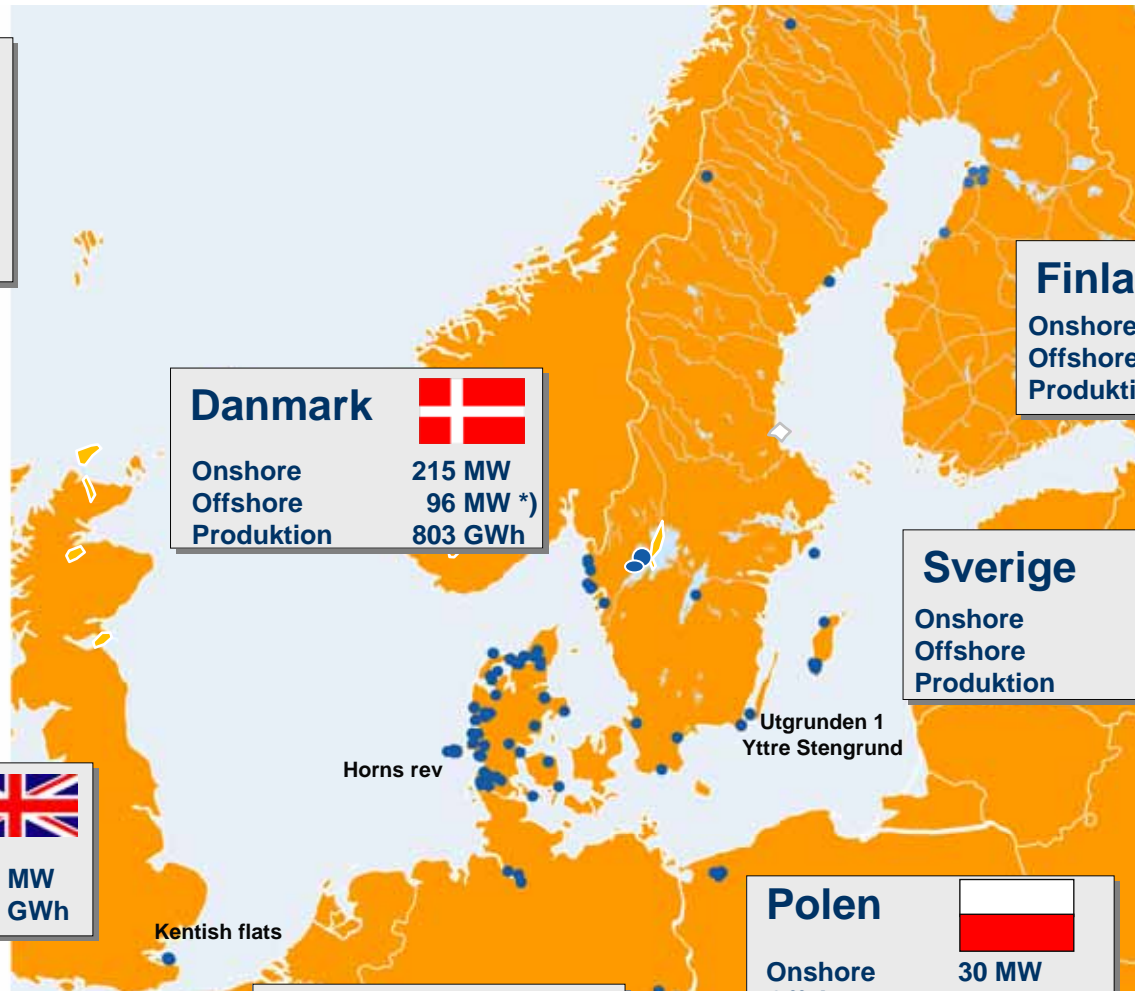 Finla
Onshore
Offshore
Produkti
Danmark
Onshore 215 MW
Offshore 96 MW *)
Produktion 803 GWh
Sverige
Onshore
Offshore
Produktion
Utgrunden 1
Yttre Stengrund
Horns rev
MW
GWh
Kentish flats
Polen
Onshore 30 MW